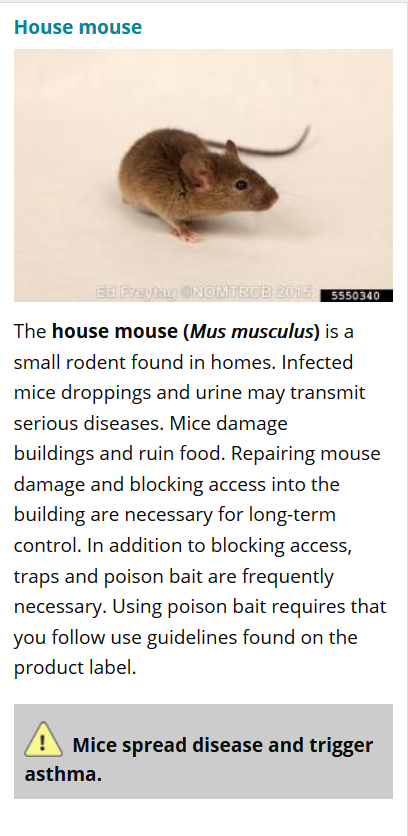 House mouse
Ed Freytag ©NOMTRCB 2015
5550340
The house mouse (Mus musculus) is a
small rodent found in homes. Infected
mice droppings and urine may transmit
serious diseases. Mice damage
buildings and ruin food. Repairing mouse
damage and blocking access into the
building are necessary for long-term
control. In addition to blocking access,
traps and poison bait are frequently
necessary. Using poison bait requires that
you follow use guidelines found on the
product label.
! Mice spread disease and trigger
asthma.